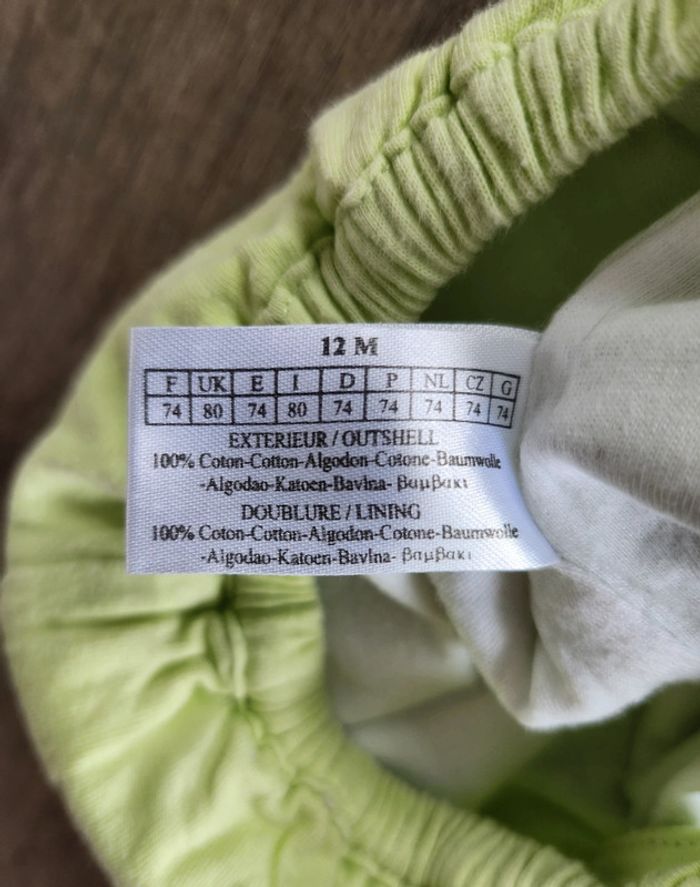 12 M
F UK E I D P NL CZ G
74 80 74 80 74 74 74 74 74
EXTERIEUR / OUTSHELL
100% Coton-Cotton-Algodon-Cotone-Baumwolle
-Algodao-Katoen-Bavlna- βαμβακι
DOUBLURE / LINING
100% Coton-Cotton-Algodon-Cotone-Baumwolle
-Algodao-Katoen-Bavlna- βαμβακι